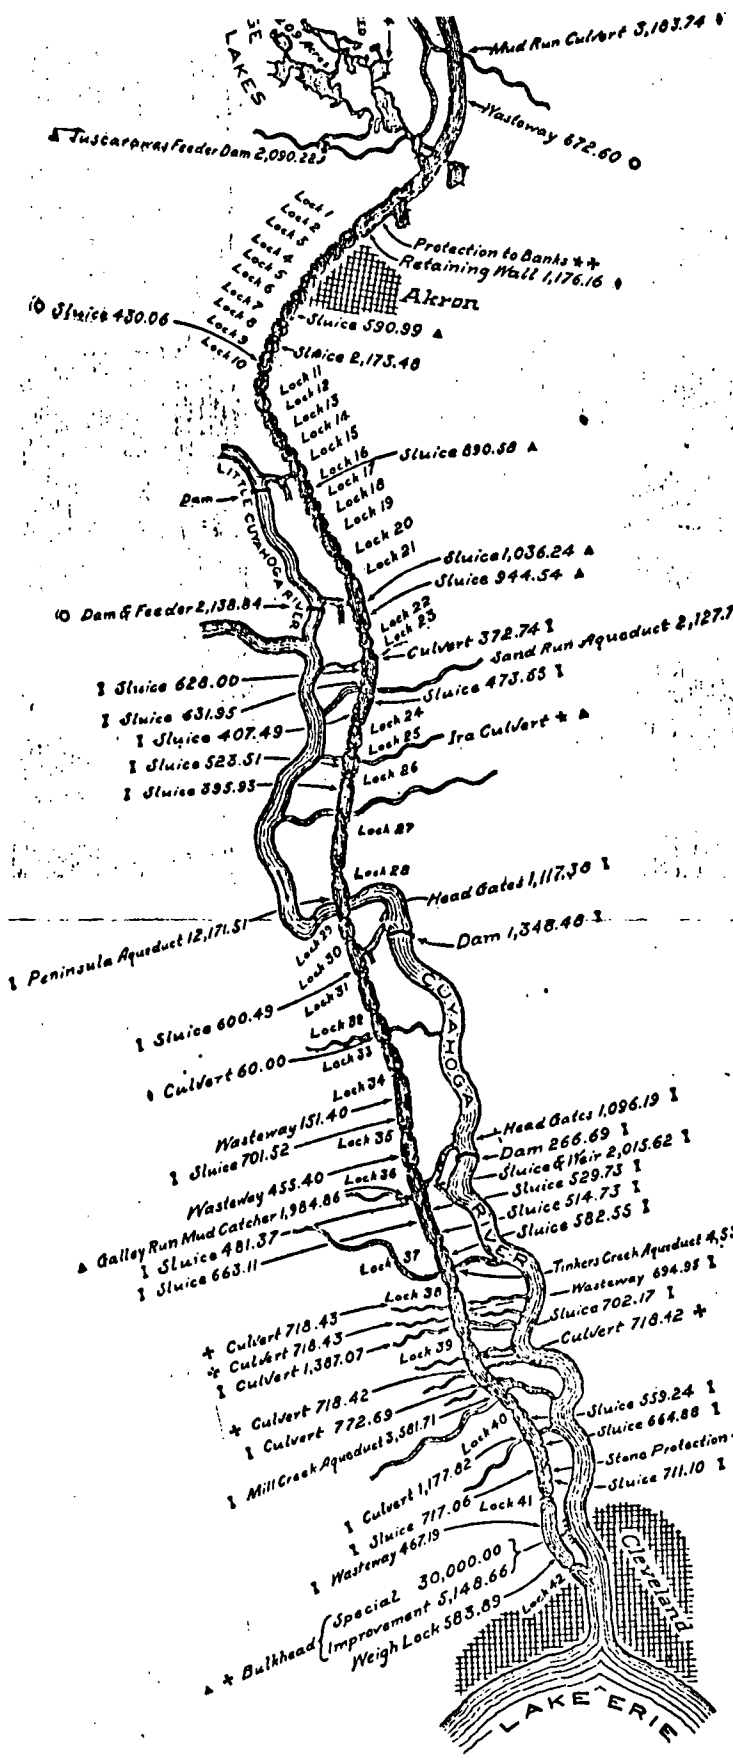 LAKES
Mud Run Culvert 3,183.74
Wasteway 672.60
Tuscarawas Feeder Dam 2,090.22
Lock 1
Lock 2
Lock 3
Lock 4
Lock 5
Lock 6
Lock 7
Lock 8
Lock 9
Lock 10
Protection to Banks
Retaining Wall 1,176.16
Akron
Sluice 430.06
Sluice 590.99
Sluice 2,173.48
Lock 11
Lock 12
Lock 13
Lock 14
Lock 15
Lock 16
Lock 17
Lock 18
Lock 19
Lock 20
Lock 21
Sluice 890.58
LITTLE CUYAHOGA RIVER
Dam
Sluice 1,036.24
Sluice 944.54
Dam & Feeder 2,138.84
Lock 22
Lock 23
Culvert 372.74
Sand Run Aqueduct 2,127.7
Sluice 628.00
Sluice 473.55
Sluice 431.95
Sluice 407.49
Lock 24
Lock 25
Ira Culvert
Sluice 523.51
Sluice 395.93
Lock 26
Lock 27
Lock 28
Head Gates 1,117.38
Peninsula Aqueduct 12,171.51
Dam 1,348.48
Lock 29
Lock 30
Lock 31
Sluice 600.49
CUYAHOGA RIVER
Lock 32
Culvert 60.00
Lock 33
Lock 34
Wasteway 151.40
Sluice 701.52
Lock 35
Head Gates 1,096.19
Dam 266.69
Sluice & Weir 2,015.62
Wasteway 455.40
Lock 36
Sluice 529.73
Galley Run Mud Catcher 1,984.86
Sluice 514.73
Sluice 481.37
Sluice 582.55
Sluice 663.11
Lock 37
Tinkers Creek Aqueduct 4,53
Lock 38
Wasteway 694.95
Culvert 718.43
Sluice 702.17
Culvert 718.43
Culvert 718.42
Culvert 1,387.07
Lock 39
Culvert 718.42
Culvert 772.69
Sluice 559.24
Mill Creek Aqueduct 3,581.71
Sluice 664.88
Lock 40
Stone Protection
Culvert 1,177.82
Sluice 711.10
Sluice 717.06
Lock 41
Wasteway 467.19
Cleveland
Bulkhead
Special 30,000.00
Improvement 5,148.66
Weigh Lock 583.89
Lock 42
LAKE ERIE